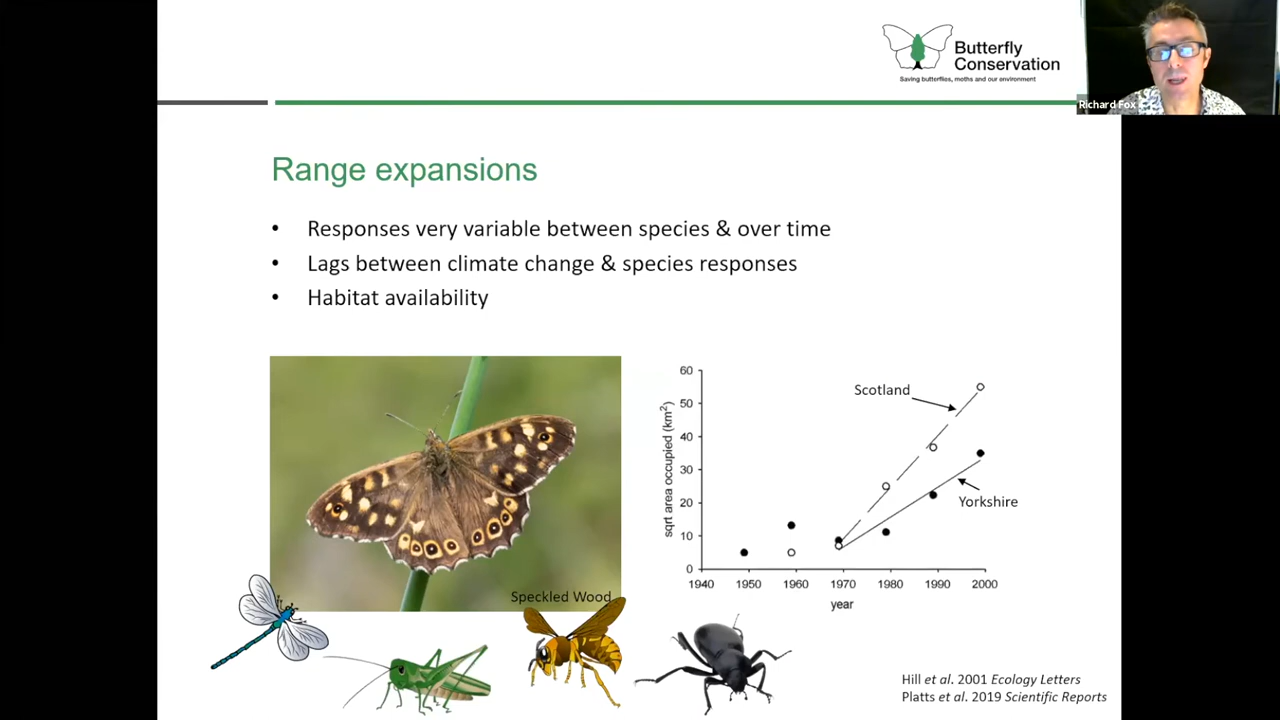 Butterfly
Conservation
Saving butterflies, moths and our environment
Richard Fox
Range expansions
• Responses very variable between species & over time
• Lags between climate change & species responses
• Habitat availability
Speckled Wood
60
50
40
30
20
10
0
sqrt area occupied (km²)
Scotland
Yorkshire
1940 1950 1960 1970 1980 1990 2000
year
Hill et al. 2001 Ecology Letters
Platts et al. 2019 Scientific Reports